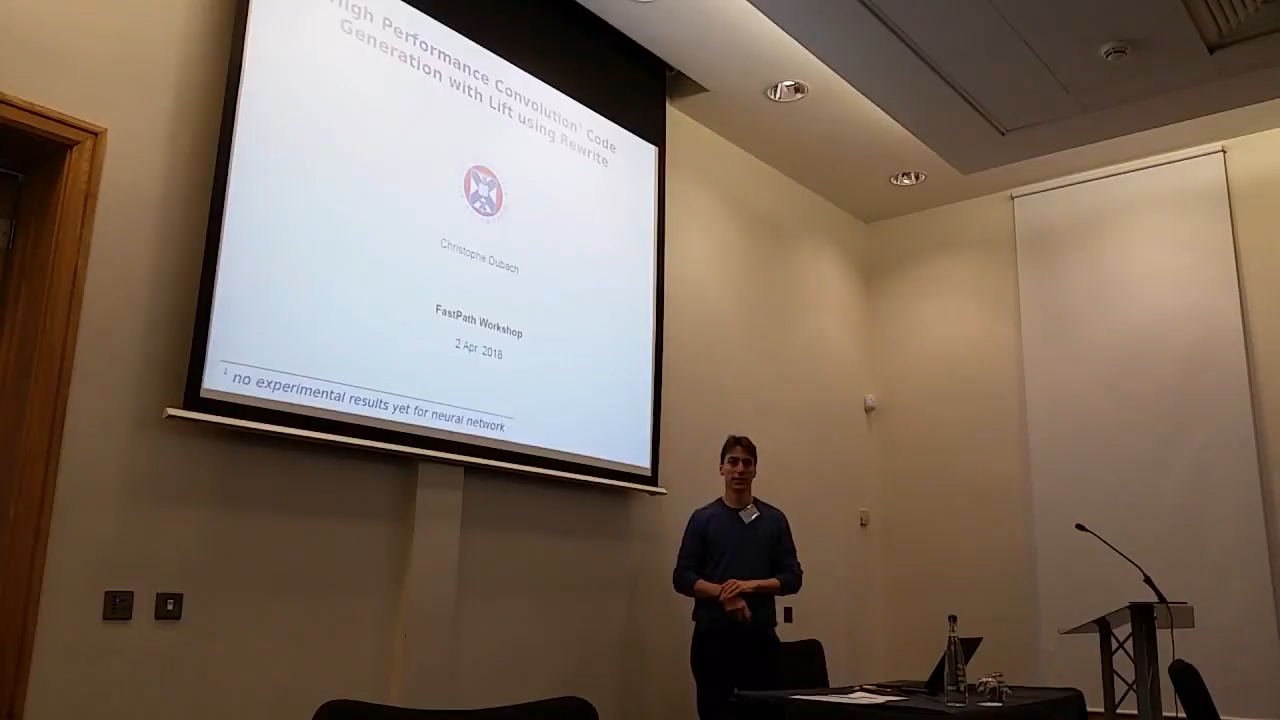 High Performance Convolution¹ Code
Generation with Lift using Rewrite
Christophe Dubach
FastPath Workshop
2 Apr. 2018
¹ no experimental results yet for neural network